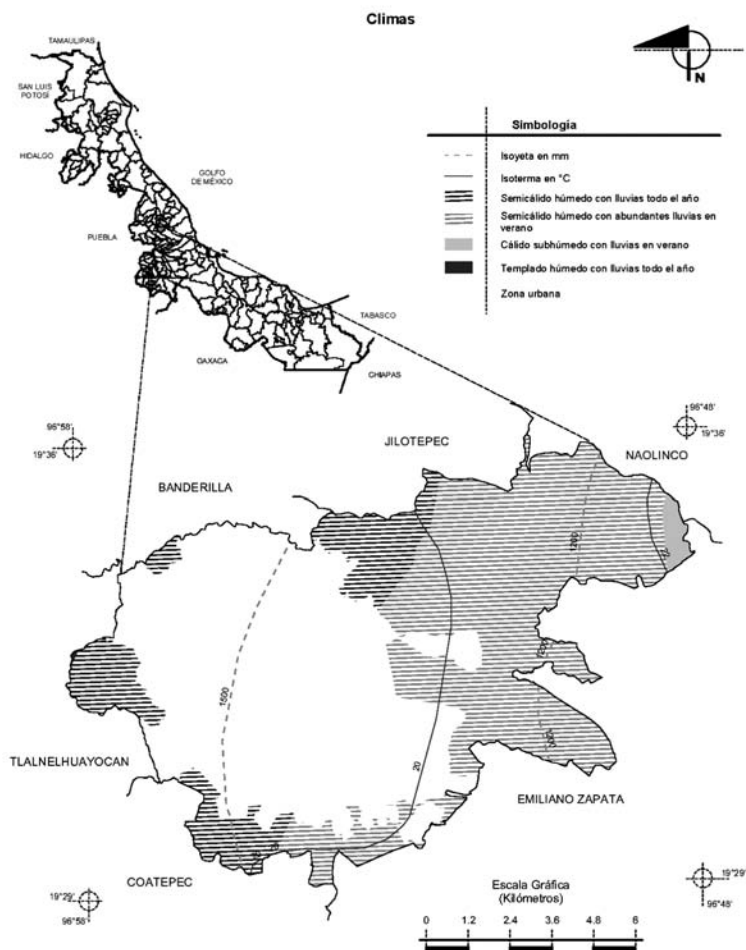 Climas
TAMAULIPAS
SAN LUIS
POTOSÍ
HIDALGO
GOLFO
DE MÉXICO
PUEBLA
TABASCO
OAXACA
CHIAPAS
N
Simbología
Isoyeta en mm
Isoterma en °C
Semicálido húmedo con lluvias todo el año
Semicálido húmedo con abundantes lluvias en
verano
Cálido subhúmedo con lluvias en verano
Templado húmedo con lluvias todo el año
Zona urbana
96°58'
19°36'
96°48'
19°36'
JILOTEPEC
NAOLINCO
BANDERILLA
1200
22
1500
1200
1200
20
TLALNELHUAYOCAN
EMILIANO ZAPATA
COATEPEC
19°29'
96°58'
19°29'
96°48'
Escala Gráfica
(Kilómetros)
0 1.2 2.4 3.6 4.8 6